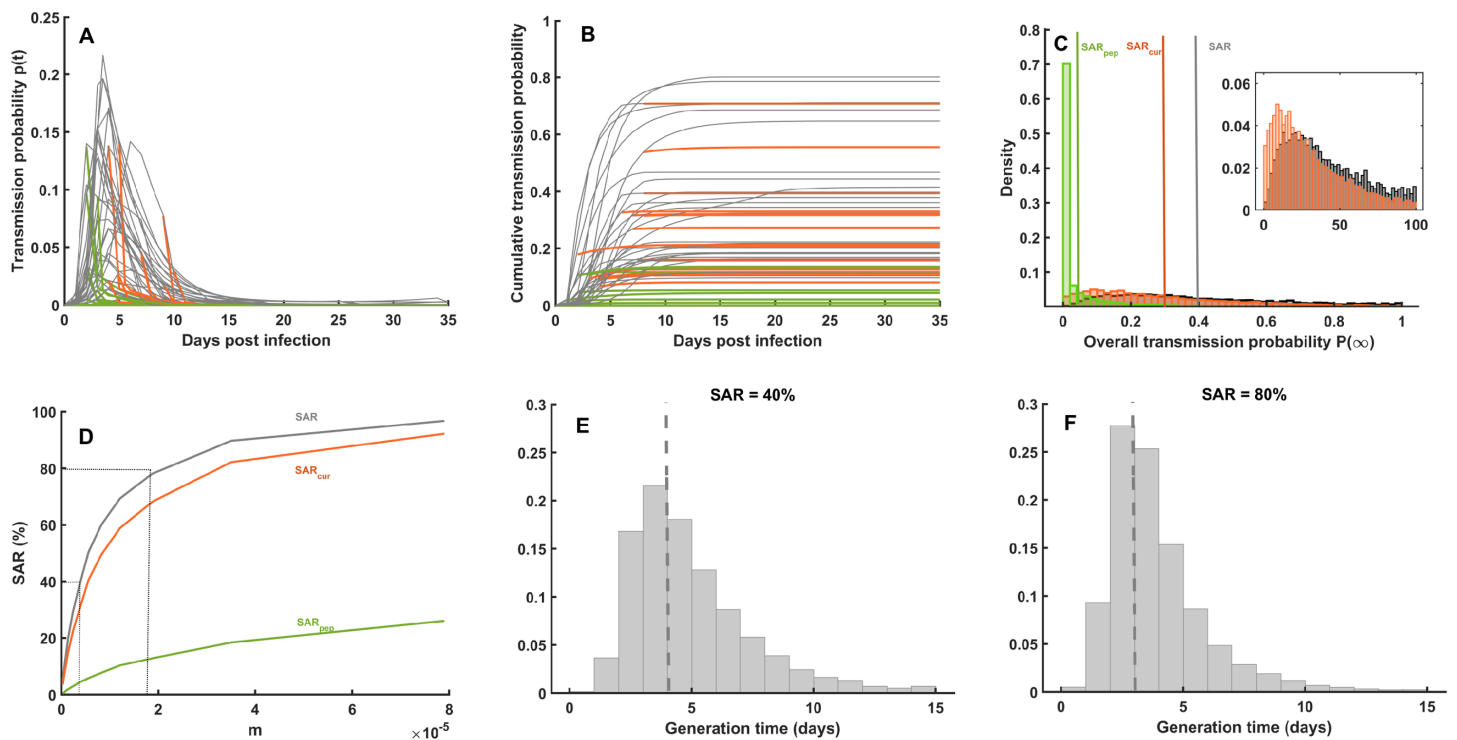 A
Transmission probability p(t)
0.25
0.2
0.15
0.1
0.05
0
0 5 10 15 20 25 30 35
Days post infection
B
Cumulative transmission probability
1
0.8
0.6
0.4
0.2
0
0 5 10 15 20 25 30 35
Days post infection
C
SARpep
SARcur
SAR
Density
0.8
0.7
0.6
0.5
0.4
0.3
0.2
0.1
0 0.2 0.4 0.6 0.8 1
Overall transmission probability P(∞)
0.06
0.04
0.02
0
0 50 100
D
SAR
SARcur
SARpep
SAR (%)
100
80
60
40
20
0
0 2 4 6 8
m
×10-5
SAR = 40%
E
0.3
0.25
0.2
0.15
0.1
0.05
0
0 5 10 15
Generation time (days)
SAR = 80%
F
0.3
0.25
0.2
0.15
0.1
0.05
0
0 5 10 15
Generation time (days)